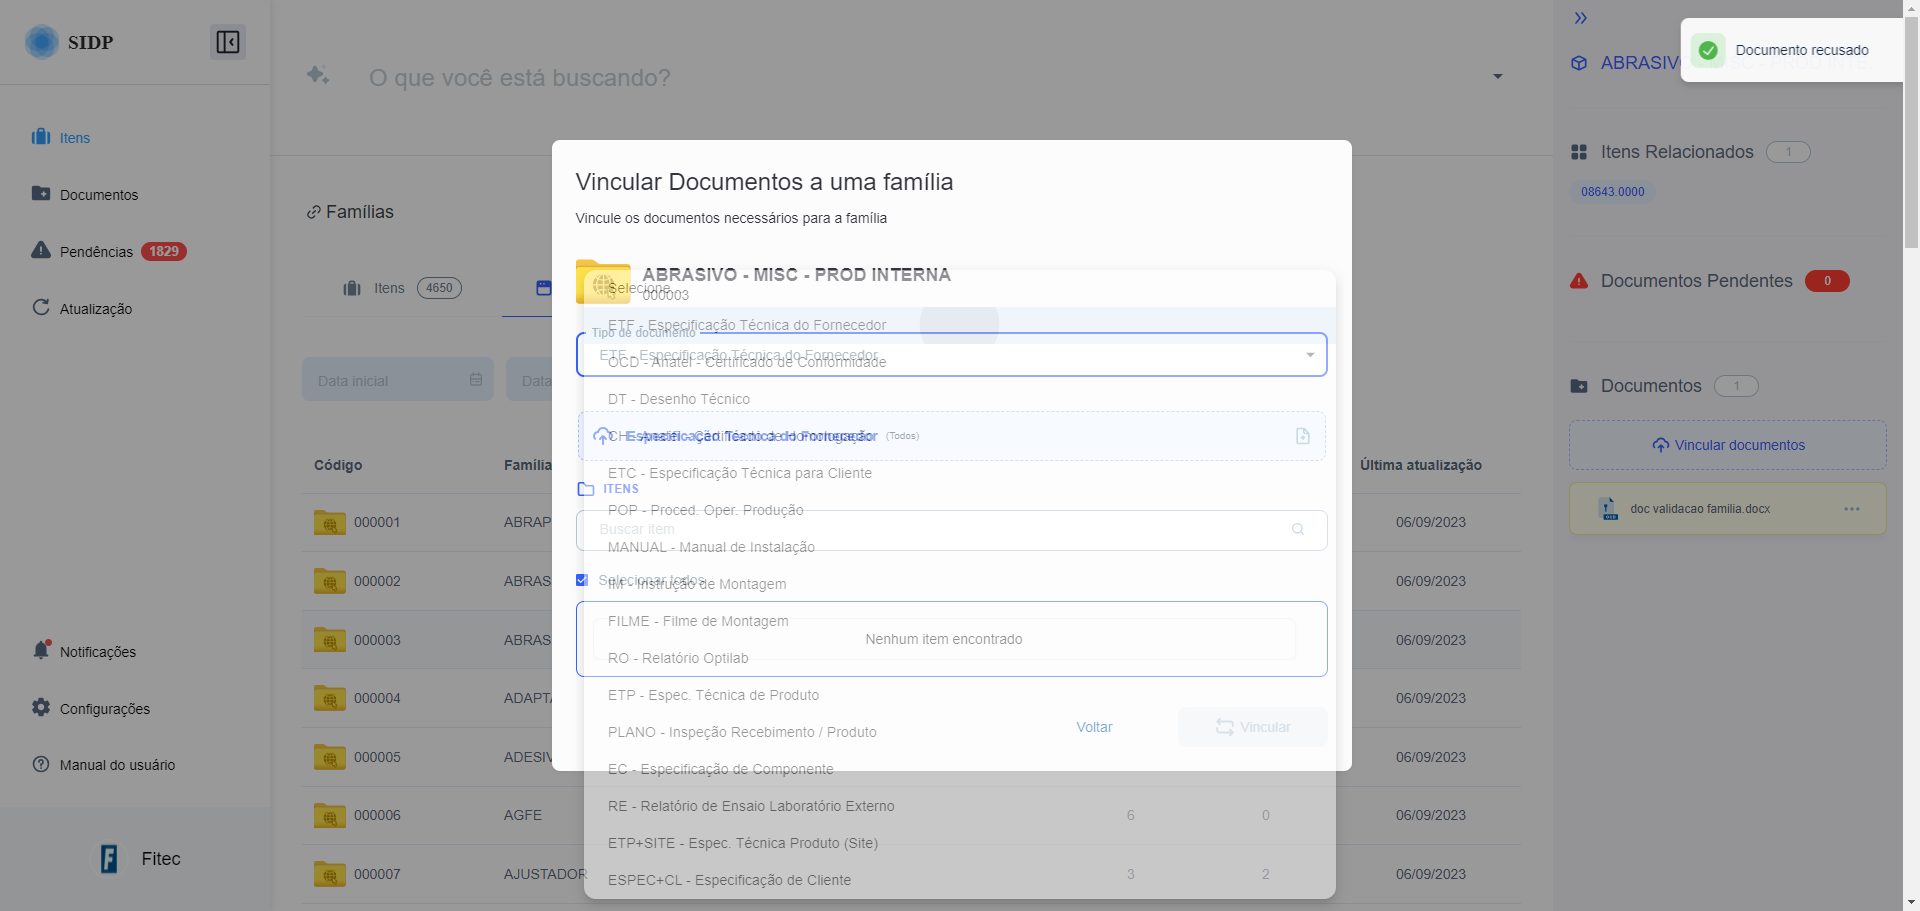 SIDP
Itens
Documentos
Pendências 1829
Atualização
Notificações
Configurações
Manual do usuário
Fitec
O que você está buscando?
Famílias
Itens 4650
Data inicial
Data
Código
Família
Última atualização
000001 ABRAP 06/09/2023
000002 ABRAS 06/09/2023
000003 ABRAS 06/09/2023
000004 ADAPTA 06/09/2023
000005 ADESIV 06/09/2023
000006 AGFE 6 0 06/09/2023
000007 AJUSTADOR 3 2 06/09/2023
Vincular Documentos a uma família
Vincule os documentos necessários para a família
ABRASIVO - MISC - PROD INTERNA
000003
Tipo de documento
ETF - Especificação Técnica do Fornecedor
Especificação Técnica do Fornecedor (Todos)
ITENS
Buscar item
Selecionar todos
Nenhum item encontrado
Voltar
Vincular
Selecione...
ETF - Especificação Técnica do Fornecedor
OCD - Anatel - Certificado de Conformidade
DT - Desenho Técnico
CH - Anatel - Certificado de Homologação
ETC - Especificação Técnica para Cliente
POP - Proced. Oper. Produção
MANUAL - Manual de Instalação
IM - Instrução de Montagem
FILME - Filme de Montagem
RO - Relatório Optilab
ETP - Espec. Técnica de Produto
PLANO - Inspeção Recebimento / Produto
EC - Especificação de Componente
RE - Relatório de Ensaio Laboratório Externo
ETP+SITE - Espec. Técnica Produto (Site)
ESPEC+CL - Especificação de Cliente
Documento recusado
ABRASIVO - MISC - PROD INTE...
Itens Relacionados 1
08643.0000
Documentos Pendentes 0
Documentos 1
Vincular documentos
doc validacao familia.docx